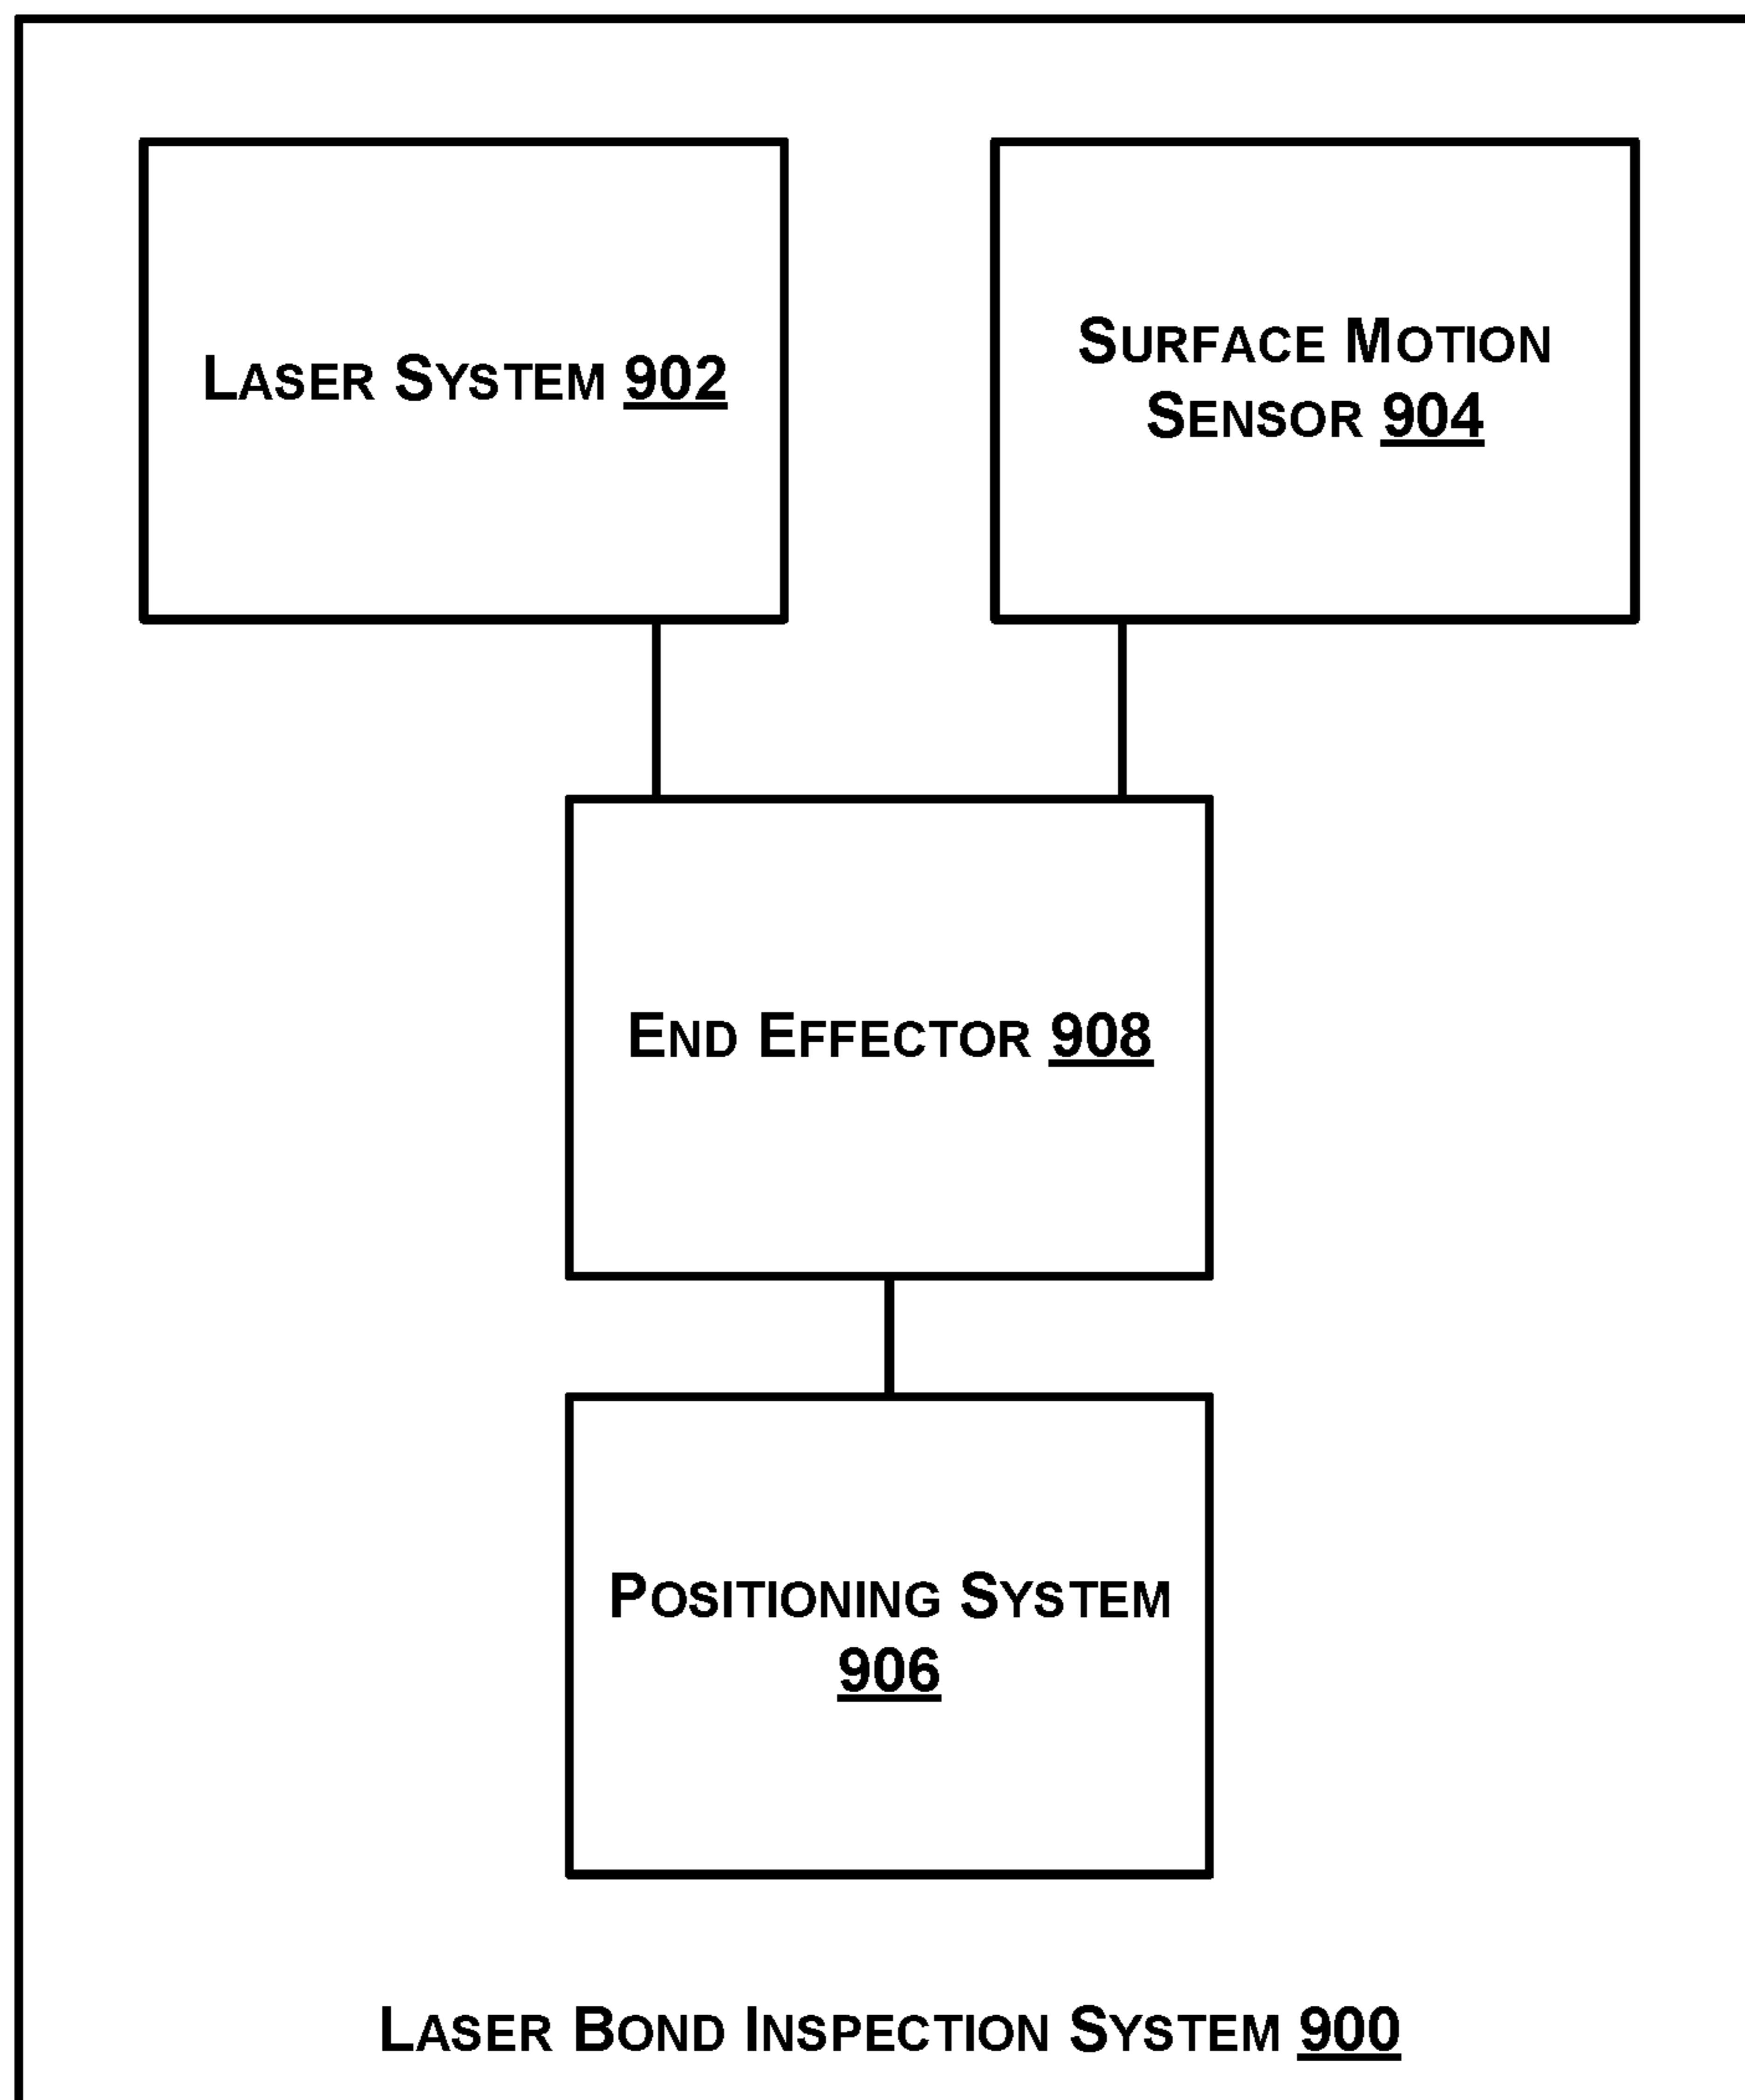 LASER SYSTEM 902
SURFACE MOTION
SENSOR 904
END EFFECTOR 908
POSITIONING SYSTEM
906
LASER BOND INSPECTION SYSTEM 900